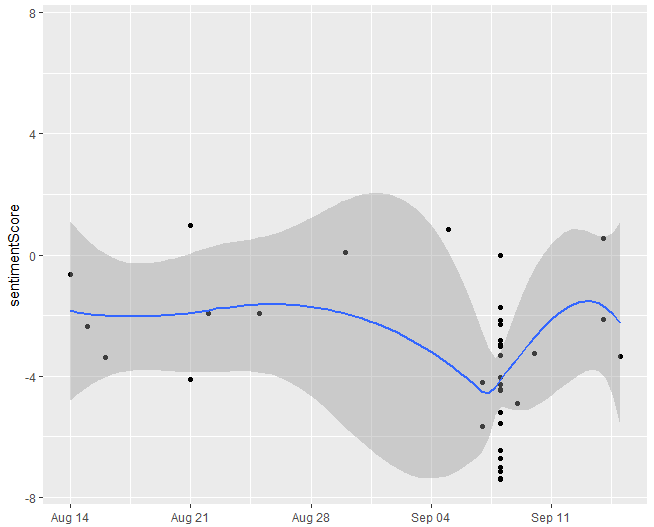 8
4
0
-4
-8
sentimentScore
Aug 14
Aug 21
Aug 28
Sep 04
Sep 11